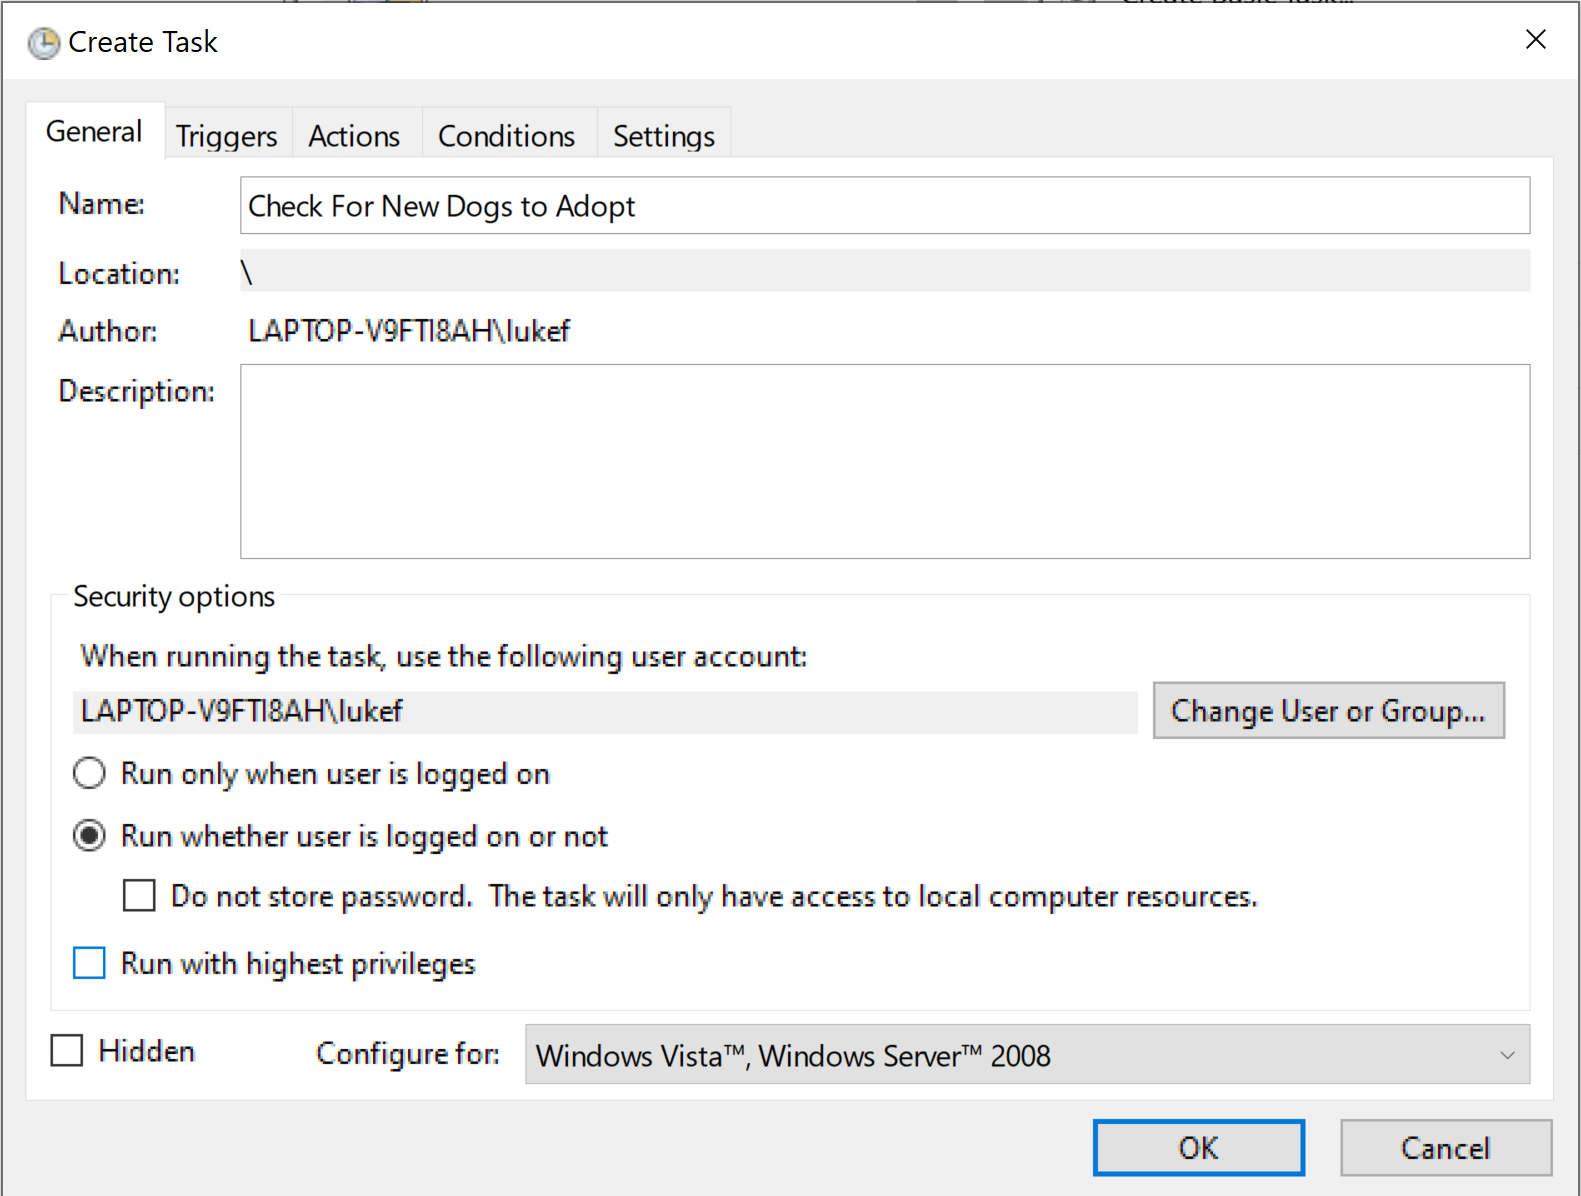 Create Task
General Triggers Actions Conditions Settings
Name: Check For New Dogs to Adopt
Location: \
Author: LAPTOP-V9FTI8AH\lukef
Description:
Security options
When running the task, use the following user account:
LAPTOP-V9FTI8AH\lukef Change User or Group...
Run only when user is logged on
Run whether user is logged on or not
Do not store password. The task will only have access to local computer resources.
Run with highest privileges
Hidden Configure for: Windows Vista™, Windows Server™ 2008
OK Cancel